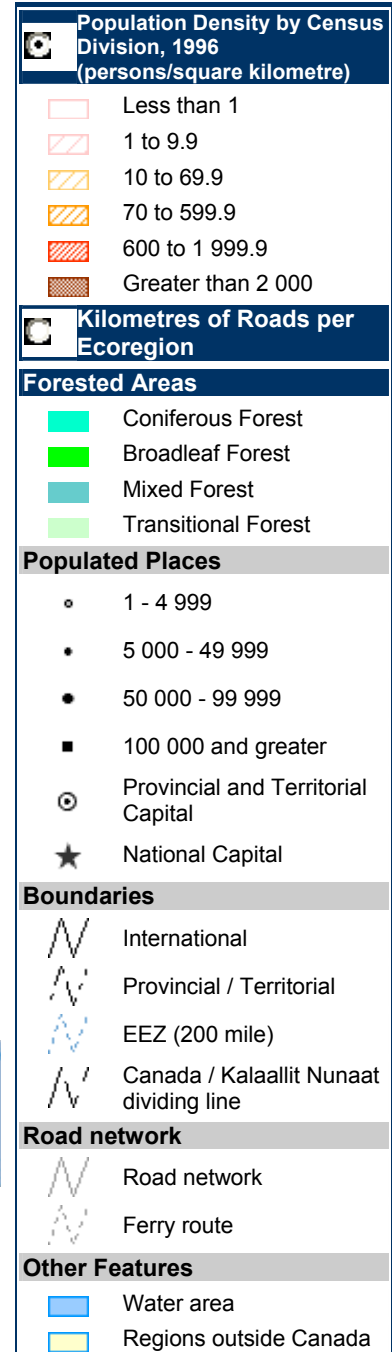 Population Density by Census
Division, 1996
(persons/square kilometre)
Less than 1
1 to 9.9
10 to 69.9
70 to 599.9
600 to 1 999.9
Greater than 2 000
Kilometres of Roads per
Ecoregion
Forested Areas
Coniferous Forest
Broadleaf Forest
Mixed Forest
Transitional Forest
Populated Places
1 - 4 999
5 000 - 49 999
50 000 - 99 999
100 000 and greater
Provincial and Territorial
Capital
National Capital
Boundaries
International
Provincial / Territorial
EEZ (200 mile)
Canada / Kalaallit Nunaat
dividing line
Road network
Road network
Ferry route
Other Features
Water area
Regions outside Canada